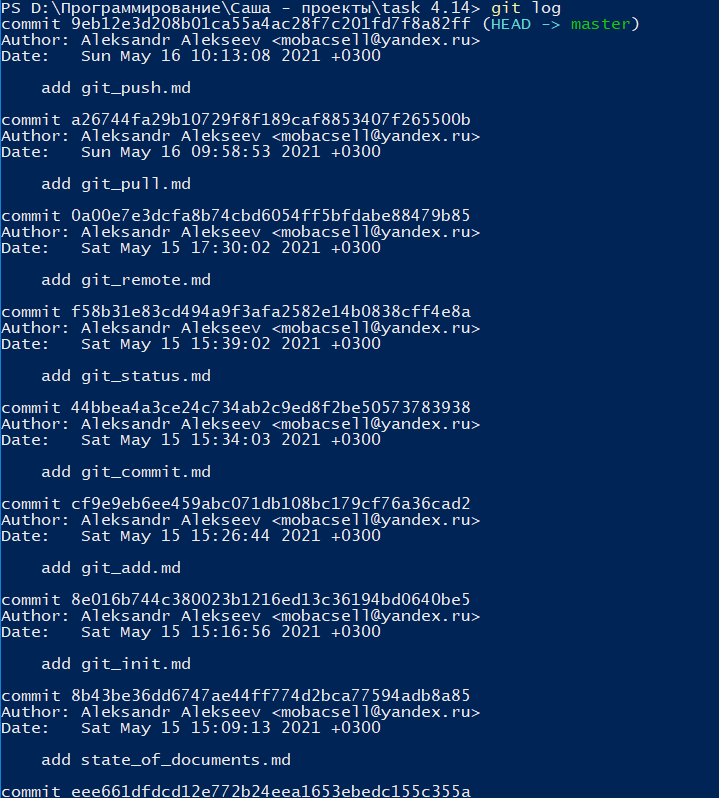 PS D:\Программирование\Саша - проекты\task 4.14> git log
commit 9eb12e3d208b01ca55a4ac28f7c201fd7f8a82ff (HEAD -> master)
Author: Aleksandr Alekseev <mobacsell@yandex.ru>
Date:   Sun May 16 10:13:08 2021 +0300
    add git_push.md
commit a26744fa29b10729f8f189caf8853407f265500b
Author: Aleksandr Alekseev <mobacsell@yandex.ru>
Date:   Sun May 16 09:58:53 2021 +0300
    add git_pull.md
commit 0a00e7e3dcfa8b74cbd6054ff5bfdabe88479b85
Author: Aleksandr Alekseev <mobacsell@yandex.ru>
Date:   Sat May 15 17:30:02 2021 +0300
    add git_remote.md
commit f58b31e83cd494a9f3afa2582e14b0838cff4e8a
Author: Aleksandr Alekseev <mobacsell@yandex.ru>
Date:   Sat May 15 15:39:02 2021 +0300
    add git_status.md
commit 44bbea4a3ce24c734ab2c9ed8f2be50573783938
Author: Aleksandr Alekseev <mobacsell@yandex.ru>
Date:   Sat May 15 15:34:03 2021 +0300
    add git_commit.md
commit cf9e9eb6ee459abc071db108bc179cf76a36cad2
Author: Aleksandr Alekseev <mobacsell@yandex.ru>
Date:   Sat May 15 15:26:44 2021 +0300
    add git_add.md
commit 8e016b744c380023b1216ed13c36194bd0640be5
Author: Aleksandr Alekseev <mobacsell@yandex.ru>
Date:   Sat May 15 15:16:56 2021 +0300
    add git_init.md
commit 8b43be36dd6747ae44ff774d2bca77594adb8a85
Author: Aleksandr Alekseev <mobacsell@yandex.ru>
Date:   Sat May 15 15:09:13 2021 +0300
    add state_of_documents.md
commit eee661dfdcd12e772b24eea1653ebedc155c355a